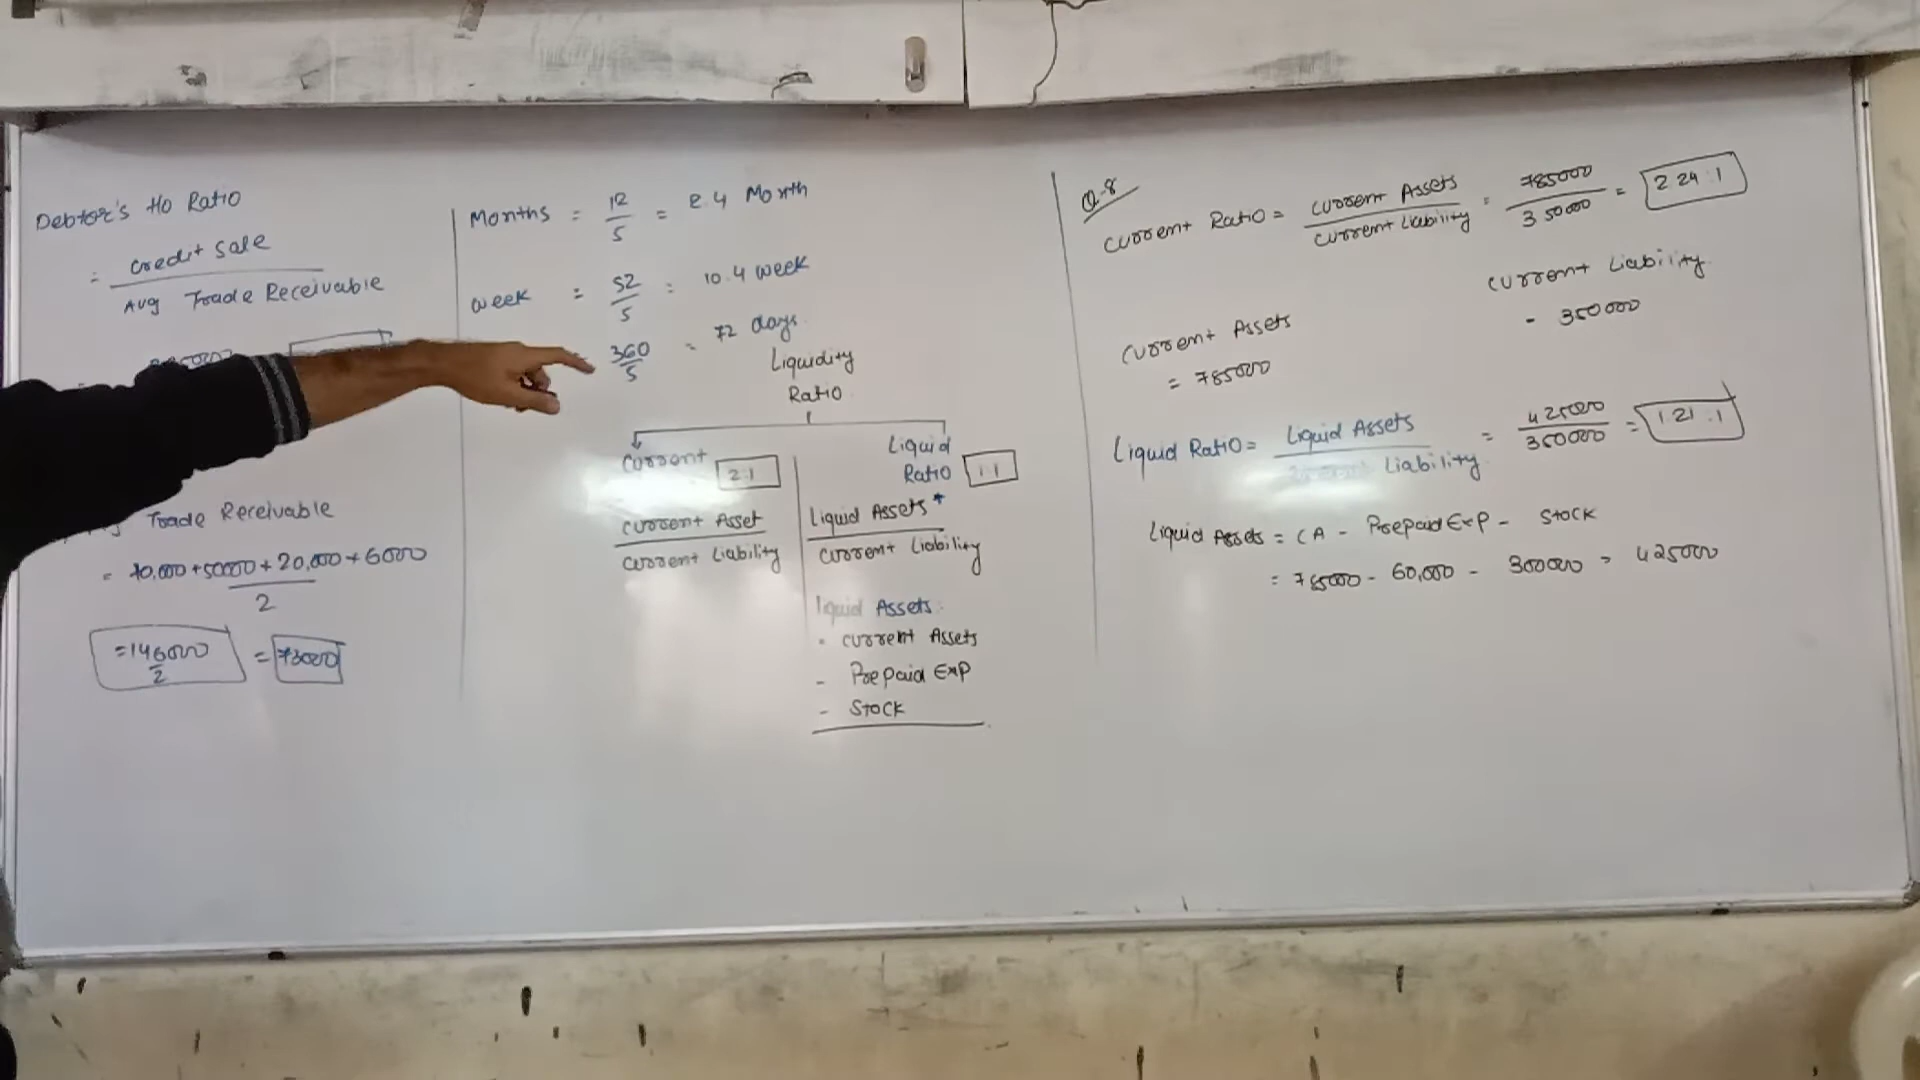 Debtor's t/o Ratio
= Credit Sale / Avg Trade Receivable
Trade Receivable
= 70,000 + 50000 + 20,000 + 6000 / 2
= 146000 / 2 = 73000
Months = 12/5 = 2.4 Month
week = 52/5 = 10.4 week
360/5 = 72 days
Liquidity
Ratio
Current 2:1
Current Asset / Current Liability
Liquid
Ratio 1:1
Liquid Assets* / Current Liability
liquid Assets:
• Current Assets
- Prepaid Exp
- Stock
Q-8
Current Ratio = Current Assets / Current Liability = 785000 / 350000 = 2.24 : 1
Current Liability
- 350000
Current Assets
= 785000
Liquid Ratio = Liquid Assets / Liability = 425000 / 350000 = 1.21 : 1
Liquid Assets = CA - Prepaid Exp - Stock
= 785000 - 60,000 - 300000 = 425000